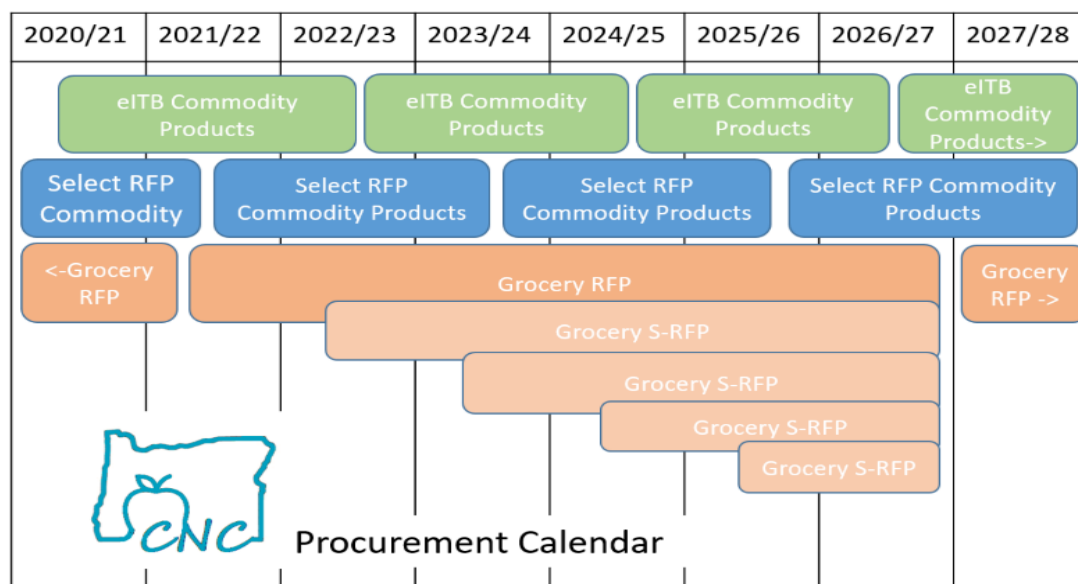 2020/21 2021/22 2022/23 2023/24 2024/25 2025/26 2026/27 2027/28
eITB Commodity
Products
eITB Commodity
Products
eITB Commodity
Products
eITB
Commodity
Products->
Select RFP
Commodity
Select RFP
Commodity Products
Select RFP
Commodity Products
Select RFP Commodity
Products
<-Grocery
RFP
Grocery RFP
Grocery
RFP ->
Grocery S-RFP
Grocery S-RFP
Grocery S-RFP
Grocery S-RFP
CNC
Procurement Calendar